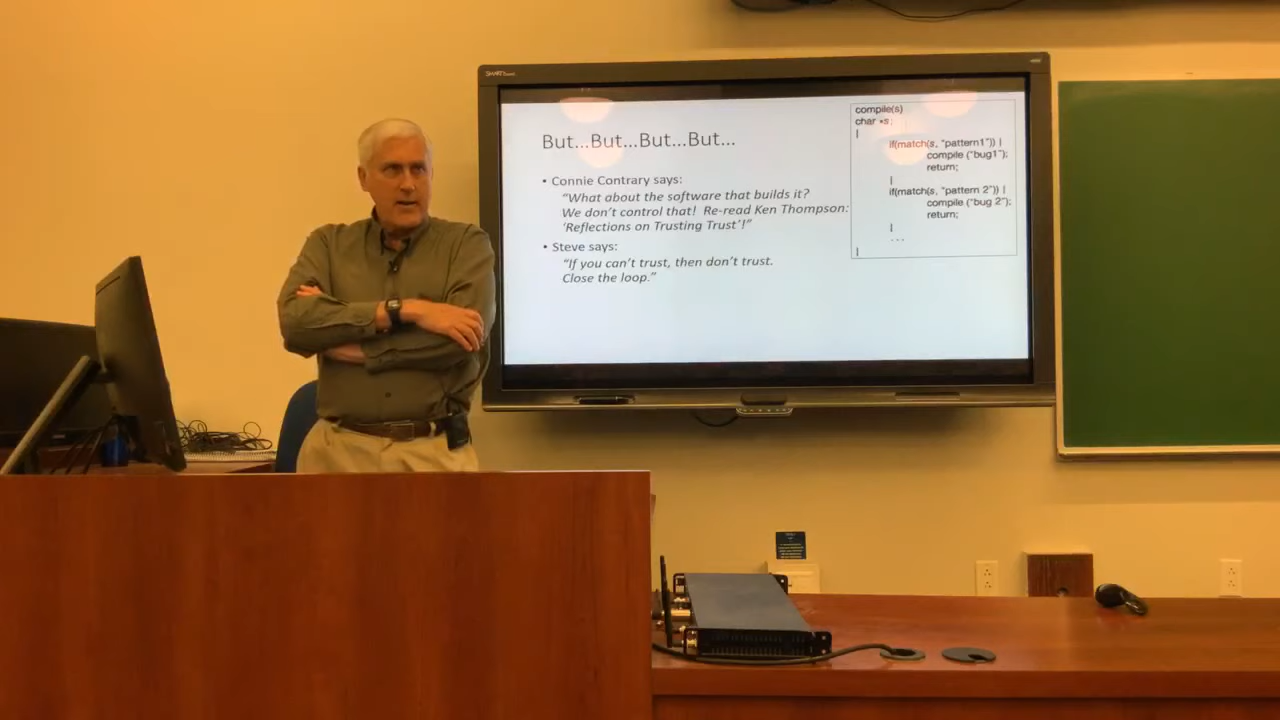 SMART
But...But...But...But...
• Connie Contrary says:
"What about the software that builds it?
We don't control that! Re-read Ken Thompson:
'Reflections on Trusting Trust'!"
• Steve says:
"If you can't trust, then don't trust.
Close the loop."
compile(s)
char *s;
{
if(match(s, "pattern1")) {
compile ("bug1");
return;
}
if(match(s, "pattern 2")) {
compile ("bug 2");
return;
}
...
}